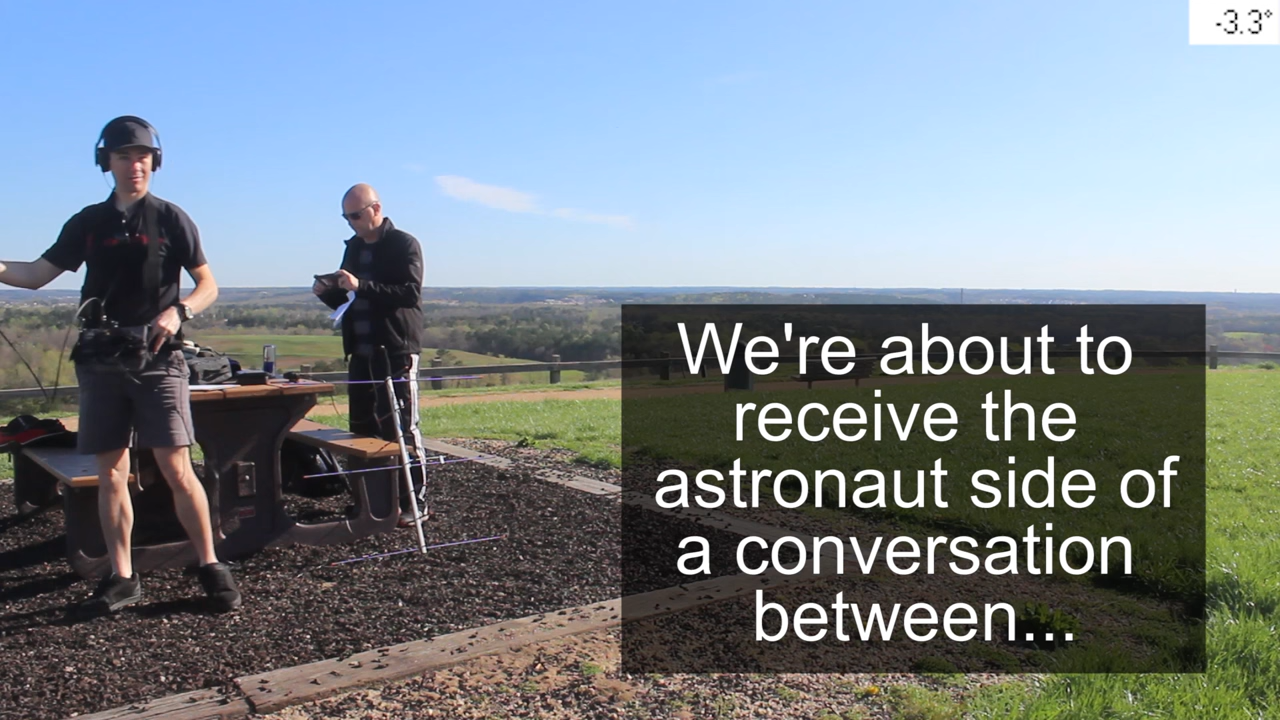 -3.3°
We're about to
receive the
astronaut side of
a conversation
between...